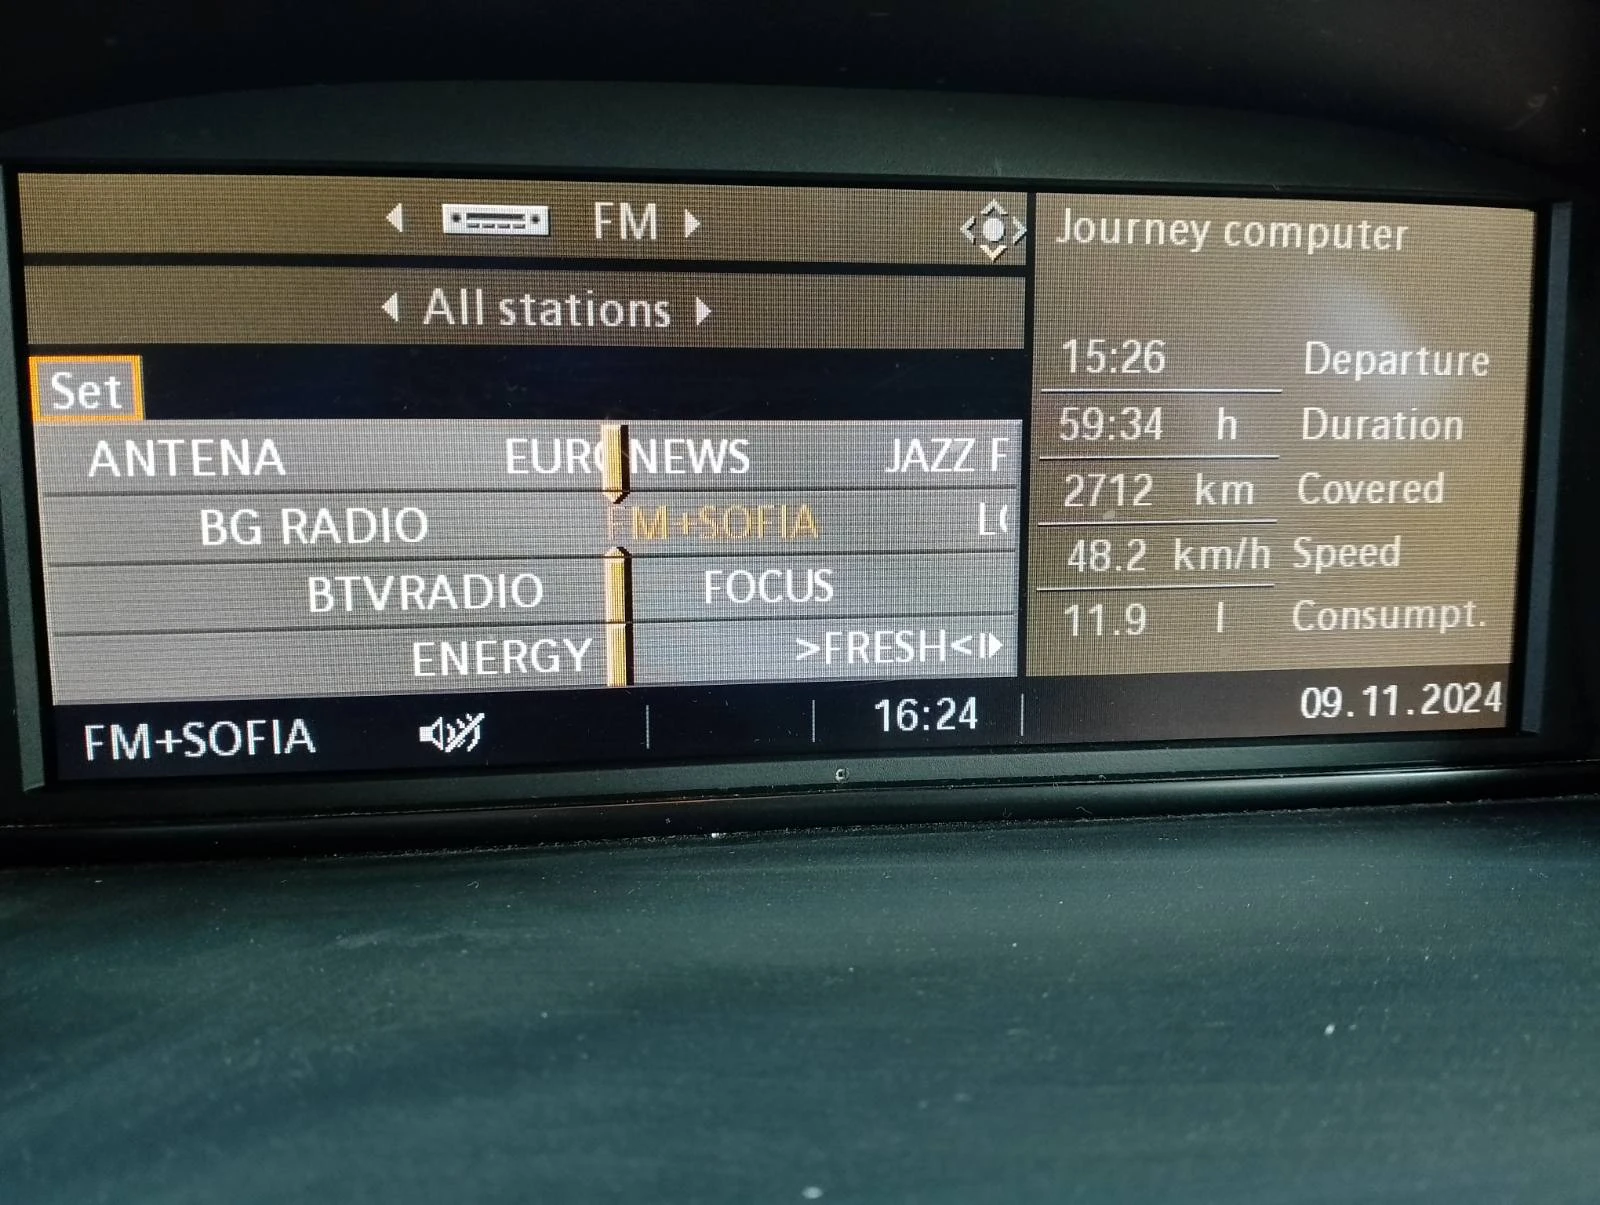 FM
All stations
Set
ANTENA EURONEWS JAZZ F
BG RADIO FM+SOFIA
BTVRADIO FOCUS
ENERGY >FRESH<
FM+SOFIA 16:24
Journey computer
15:26 Departure
59:34 h Duration
2712 km Covered
48.2 km/h Speed
11.9 l Consumpt.
09.11.2024